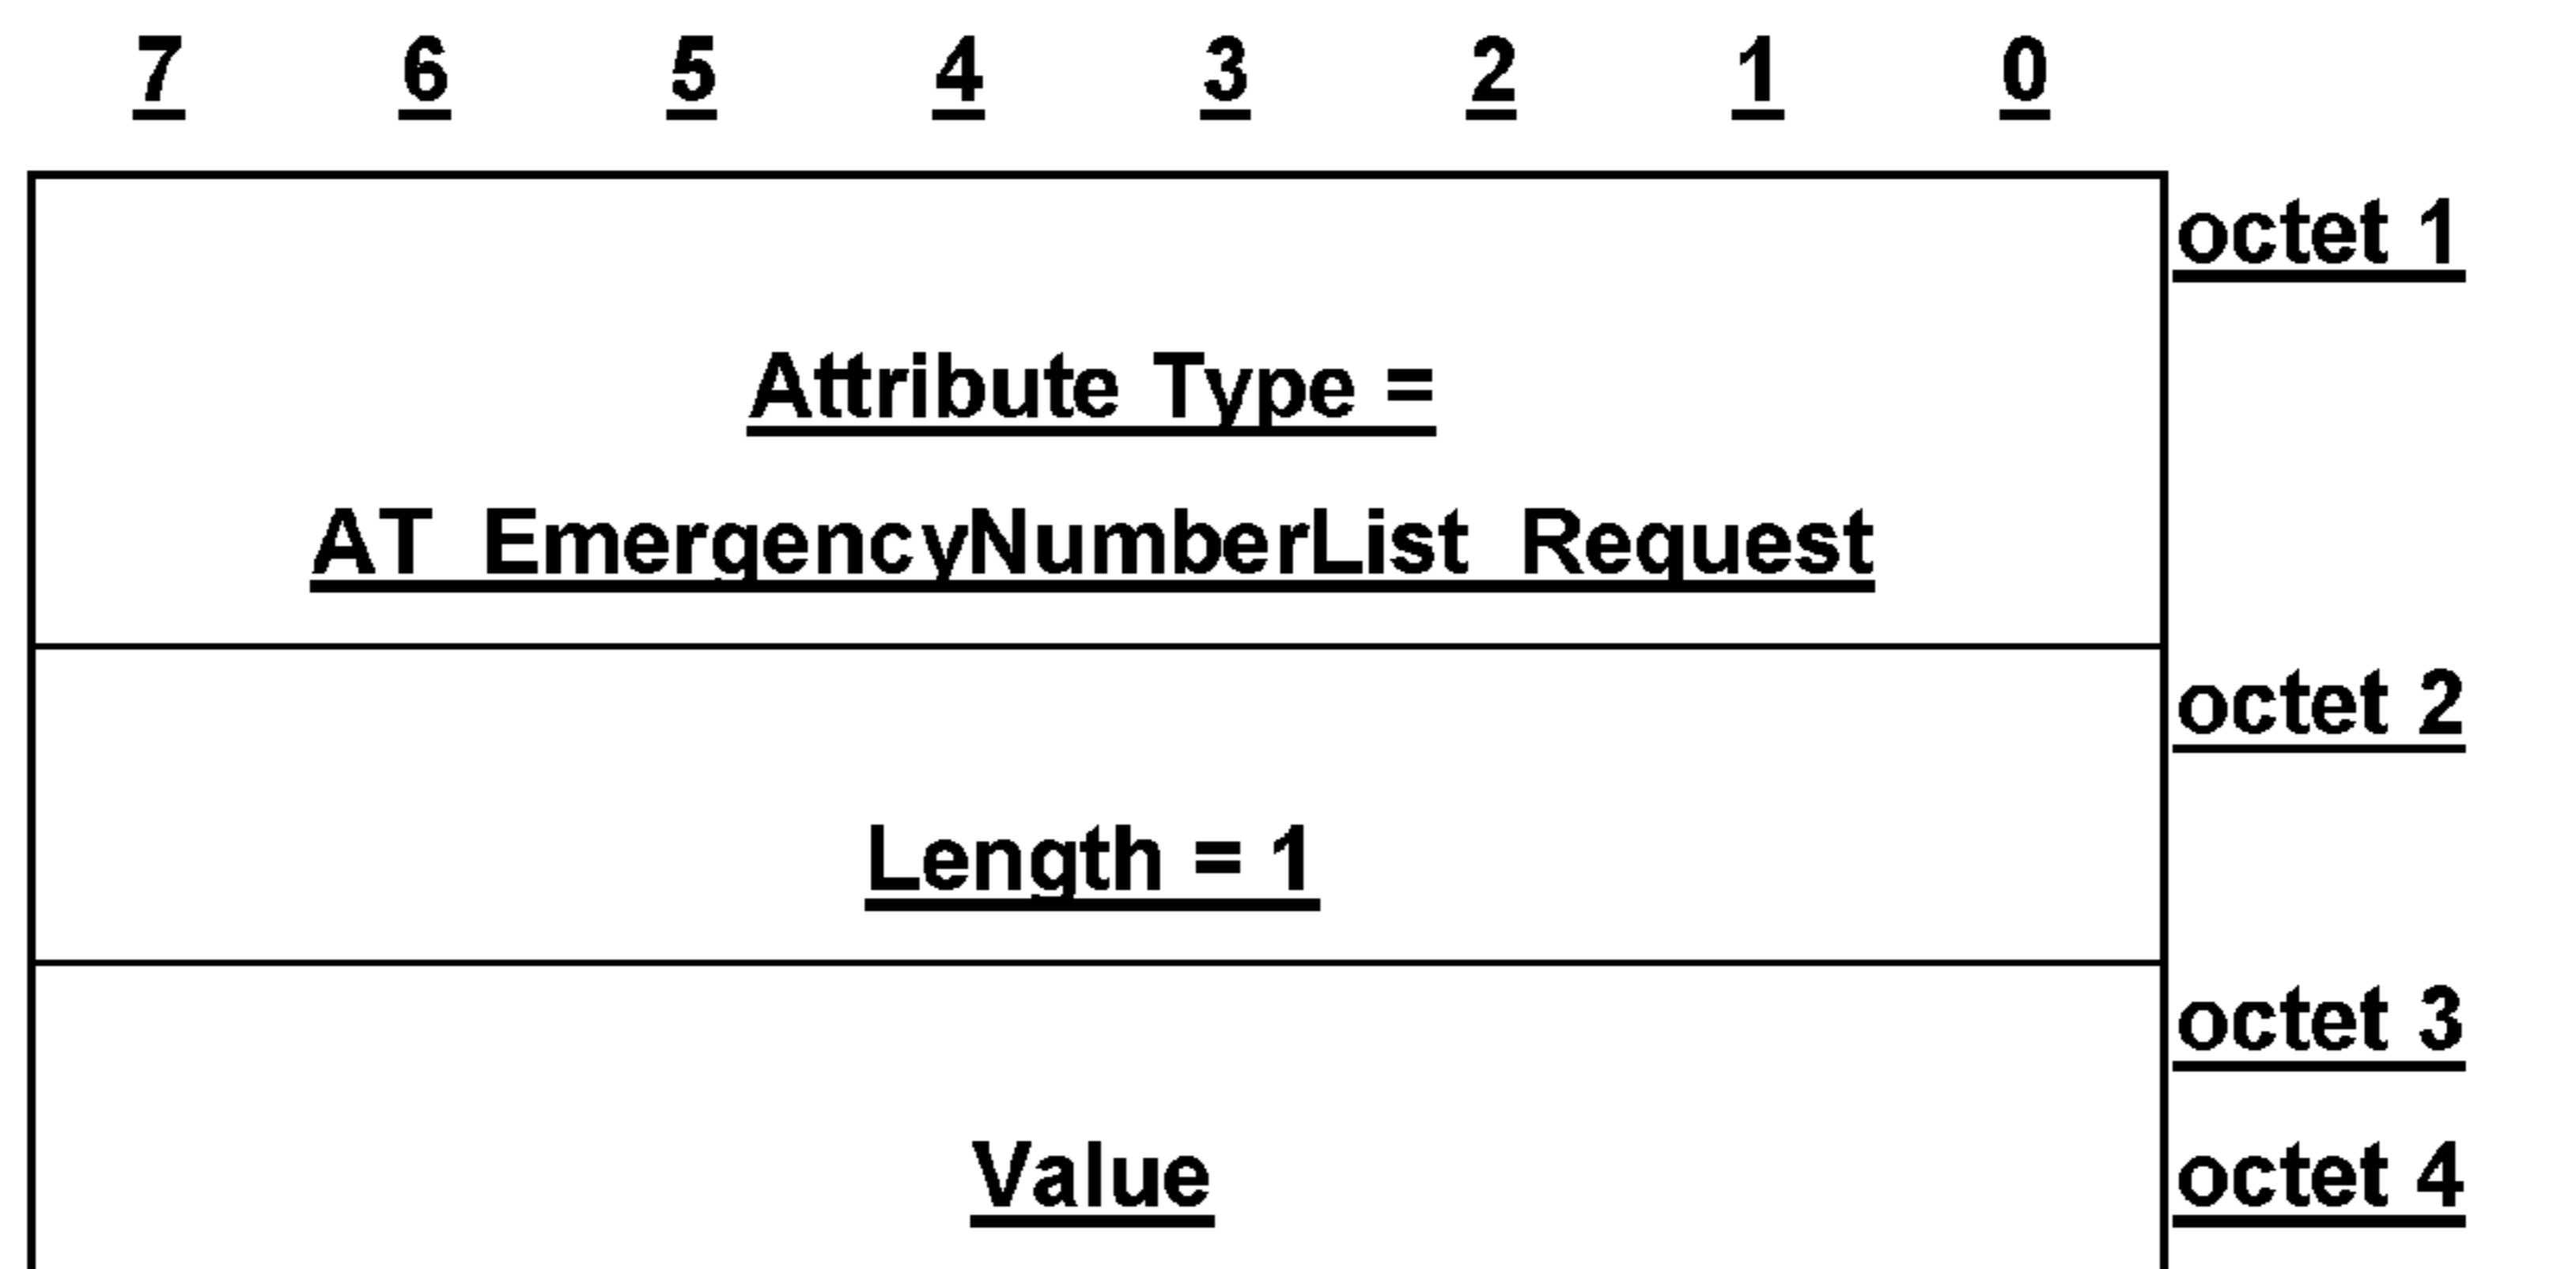 7 6 5 4 3 2 1 0
octet 1
Attribute Type =
AT_EmergencyNumberList_Request
octet 2
Length = 1
octet 3
Value octet 4